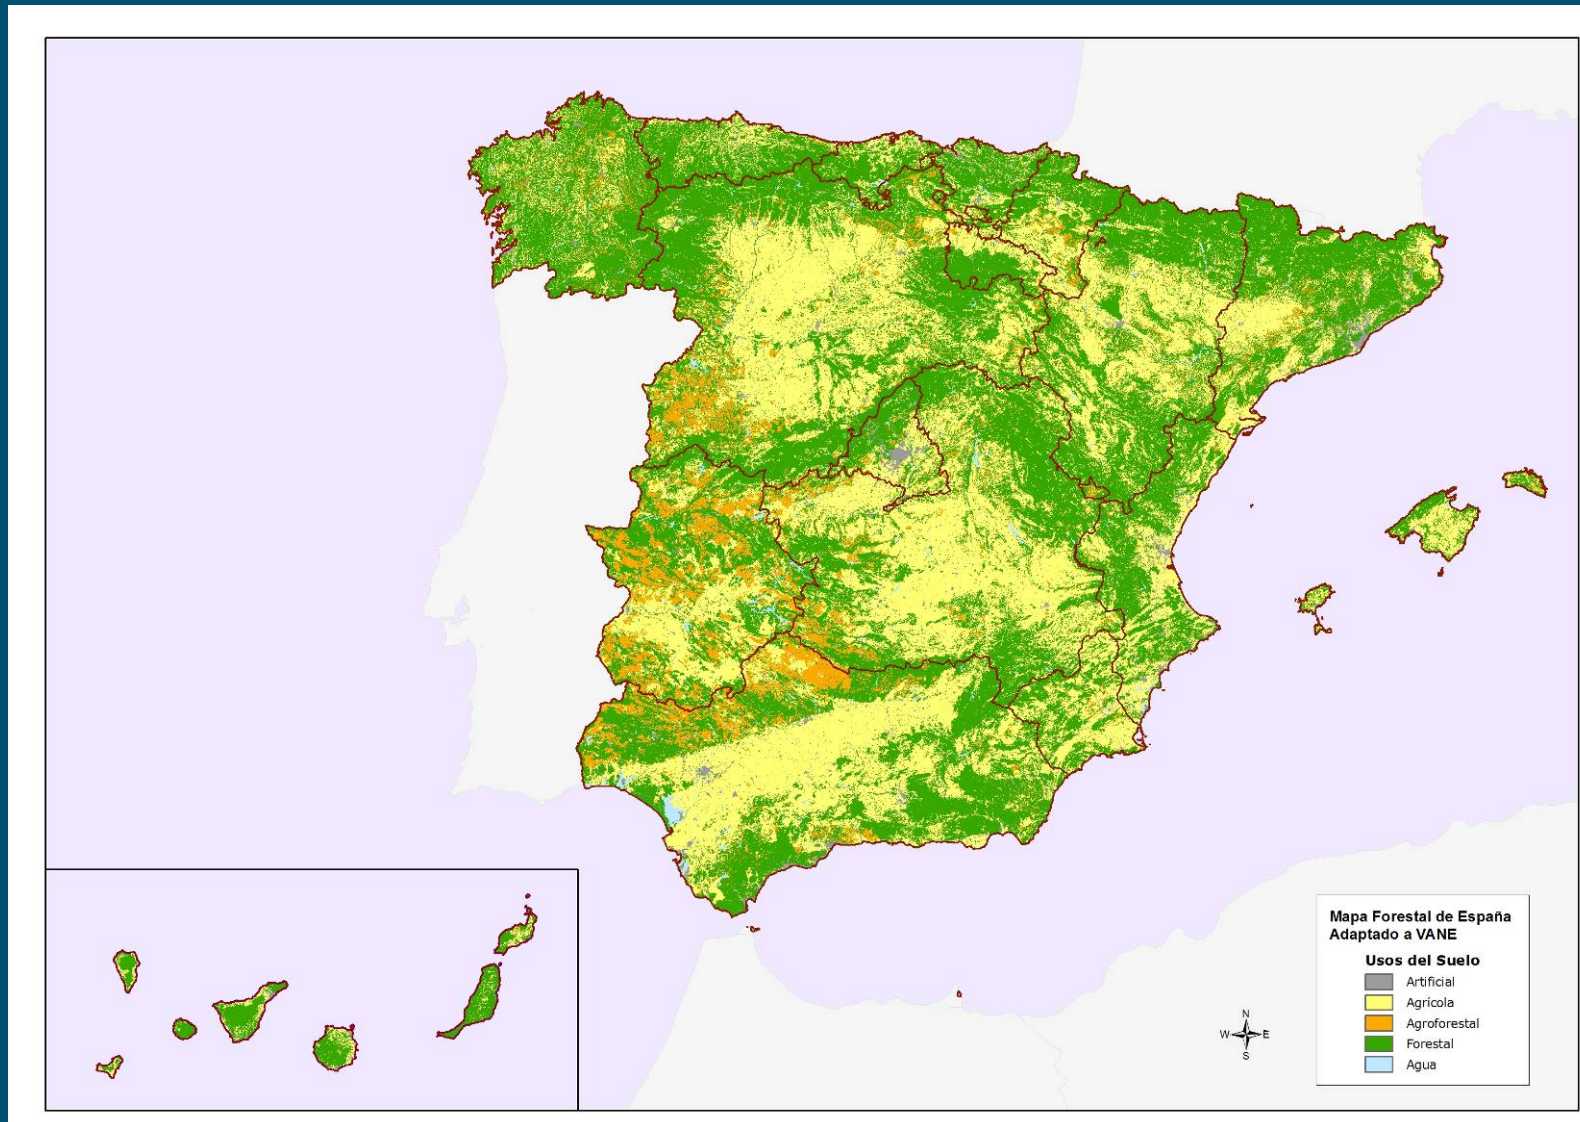 Mapa Forestal de España
Adaptado a VANE
Usos del Suelo
Artificial
Agrícola
Agroforestal
Forestal
Agua
N
W E
S